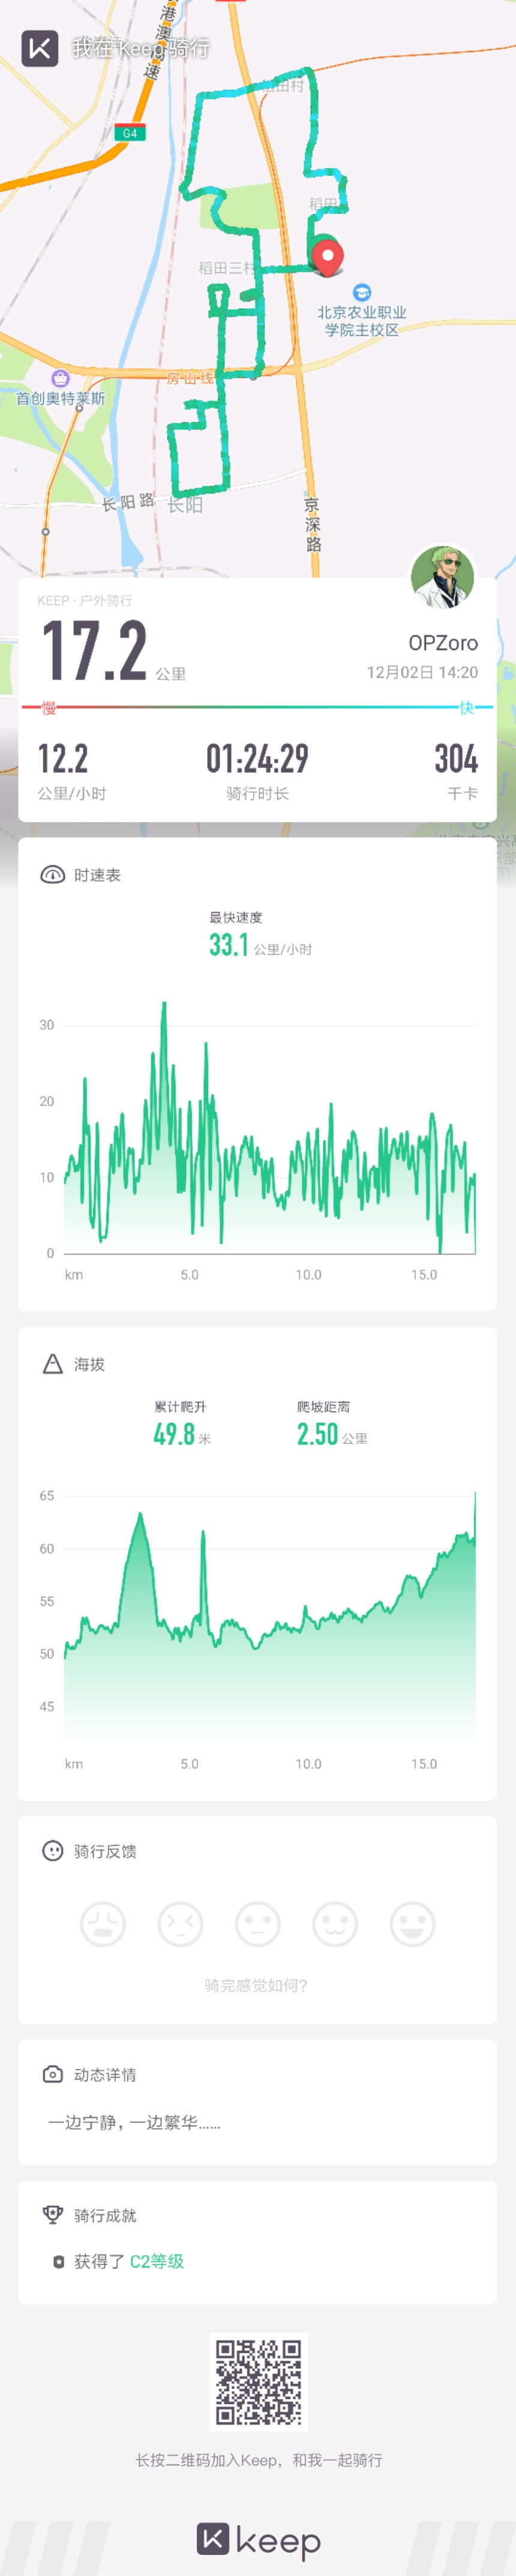 我在 Keep 骑行
港澳高速
稻田村
G4
稻田
稻田三村
北京农业职业
学院主校区
房山线
首创奥特莱斯
长阳路
长阳
京深路
KEEP · 户外骑行
17.2 公里
OPZoro
12月02日 14:20
慢 快
12.2 01:24:29 304
公里/小时 骑行时长 千卡
时速表
最快速度
33.1 公里/小时
30
20
10
0
km 5.0 10.0 15.0
海拔
累计爬升 爬坡距离
49.8 米 2.50 公里
65
60
55
50
45
km 5.0 10.0 15.0
骑行反馈
骑完感觉如何?
动态详情
一边宁静，一边繁华……
骑行成就
获得了 C2等级
长按二维码加入Keep，和我一起骑行
keep